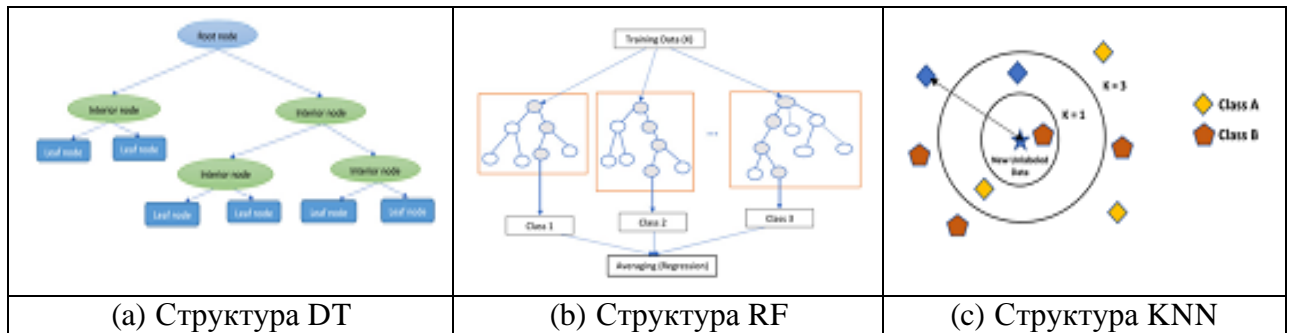 Root node
Interior node
Interior node
Leaf node
Leaf node
Interior node
Interior node
Leaf node
Leaf node
Leaf node
Leaf node
(a) Структура DT
Training Data (X)
...
Class 1
Class 2
Class 3
Averaging (Regression)
(b) Структура RF
K = 3
K = 1
New Unlabeled
Data
Class A
Class B
(c) Структура KNN